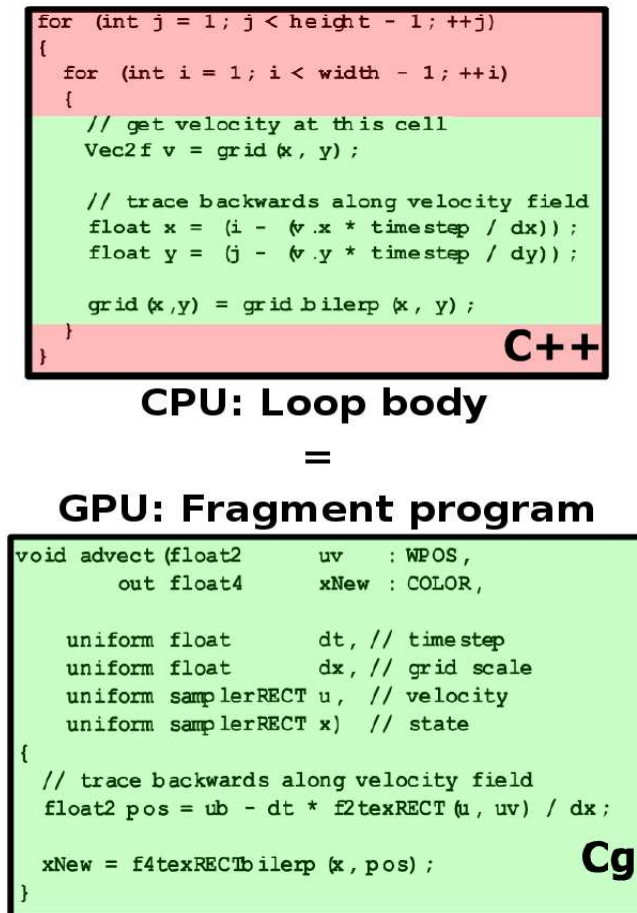 for (int j = 1; j < height - 1; ++j)
{
for (int i = 1; i < width - 1; ++i)
{
// get velocity at this cell
Vec2f v = grid(x, y);
// trace backwards along velocity field
float x = (i - (v.x * timestep / dx));
float y = (j - (v.y * timestep / dy));
grid(x,y) = grid.bilerp(x, y);
}
}
C++
CPU: Loop body
=
GPU: Fragment program
void advect(float2 uv : WPOS,
out float4 xNew : COLOR,
uniform float dt, // timestep
uniform float dx, // grid scale
uniform samplerRECT u, // velocity
uniform samplerRECT x) // state
{
// trace backwards along velocity field
float2 pos = ub - dt * f2texRECT(u, uv) / dx;
xNew = f4texRECTbilerp(x, pos);
}
Cg